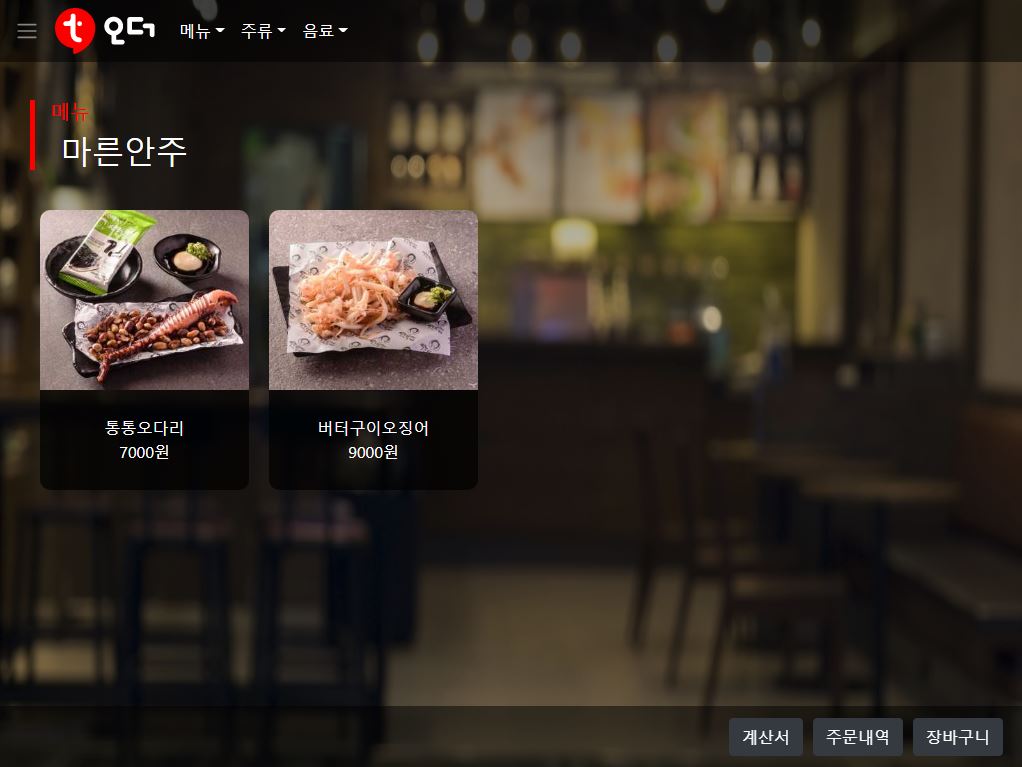 t 오더 메뉴 주류 음료
메뉴
마른안주
통통오다리
7000원
버터구이오징어
9000원
계산서 주문내역 장바구니